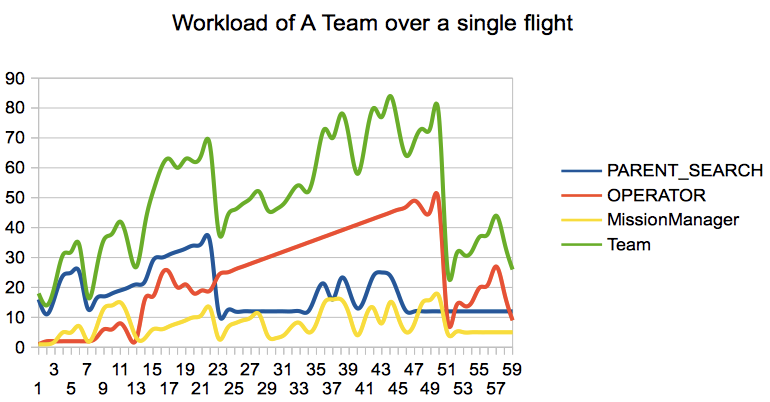 Workload of A Team over a single flight
90
80
70
60
50
40
30
20
10
0
3 7 11 15 19 23 27 31 35 39 43 47 51 55 59
1 5 9 13 17 21 25 29 33 37 41 45 49 53 57
PARENT_SEARCH
OPERATOR
MissionManager
Team